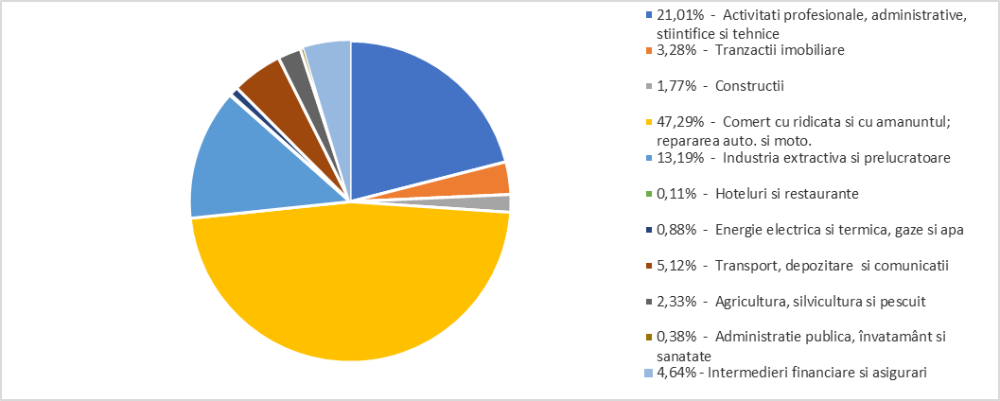 21,01% - Activitati profesionale, administrative,
stiintifice si tehnice
3,28% - Tranzactii imobiliare
1,77% - Constructii
47,29% - Comert cu ridicata si cu amanuntul;
repararea auto. si moto.
13,19% - Industria extractiva si prelucratoare
0,11% - Hoteluri si restaurante
0,88% - Energie electrica si termica, gaze si apa
5,12% - Transport, depozitare si comunicatii
2,33% - Agricultura, silvicultura si pescuit
0,38% - Administratie publica, învatamânt si
sanatate
4,64% - Intermedieri financiare si asigurari